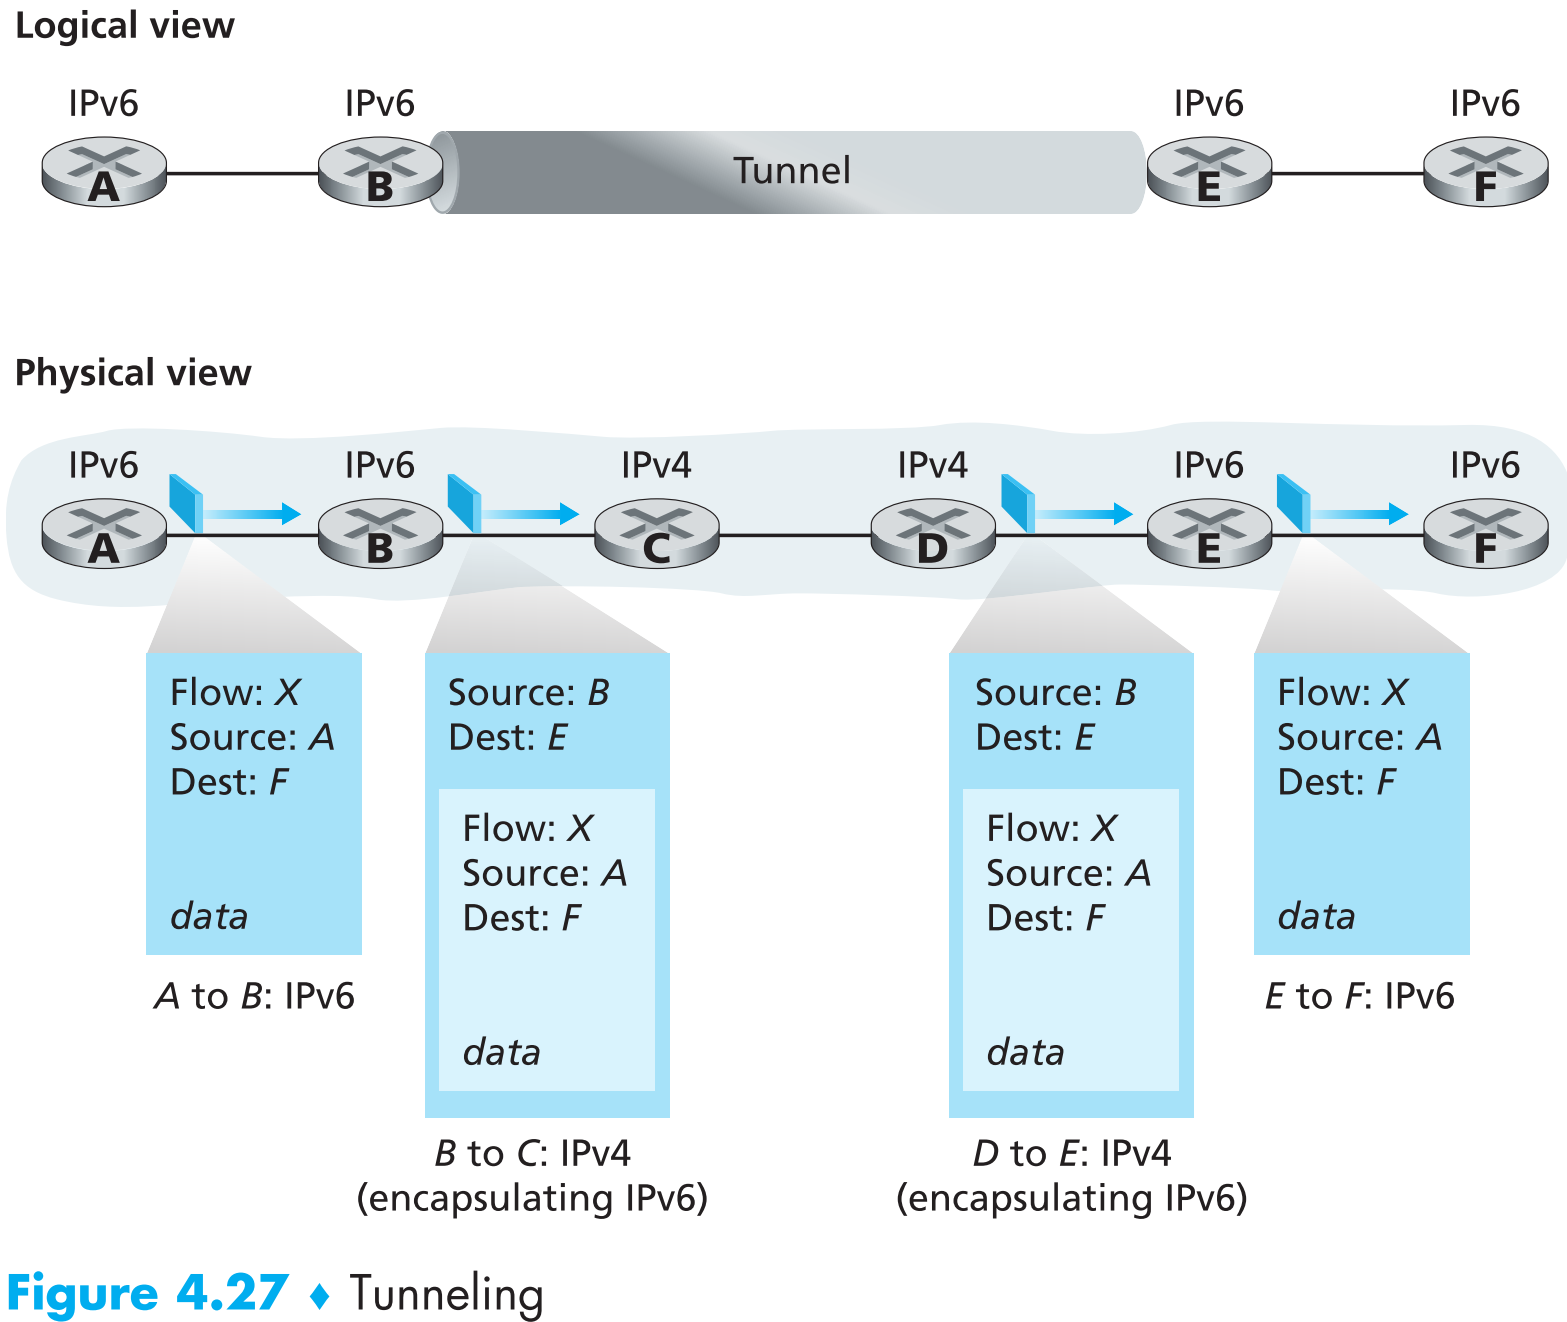 Logical view
IPv6
IPv6
IPv6
IPv6
A
B
Tunnel
E
F
Physical view
IPv6
IPv6
IPv4
IPv4
IPv6
IPv6
A
B
C
D
E
F
Flow: X
Source: A
Dest: F
data
A to B: IPv6
Source: B
Dest: E
Flow: X
Source: A
Dest: F
data
B to C: IPv4
(encapsulating IPv6)
Source: B
Dest: E
Flow: X
Source: A
Dest: F
data
D to E: IPv4
(encapsulating IPv6)
Flow: X
Source: A
Dest: F
data
E to F: IPv6
Figure 4.27 ♦ Tunneling